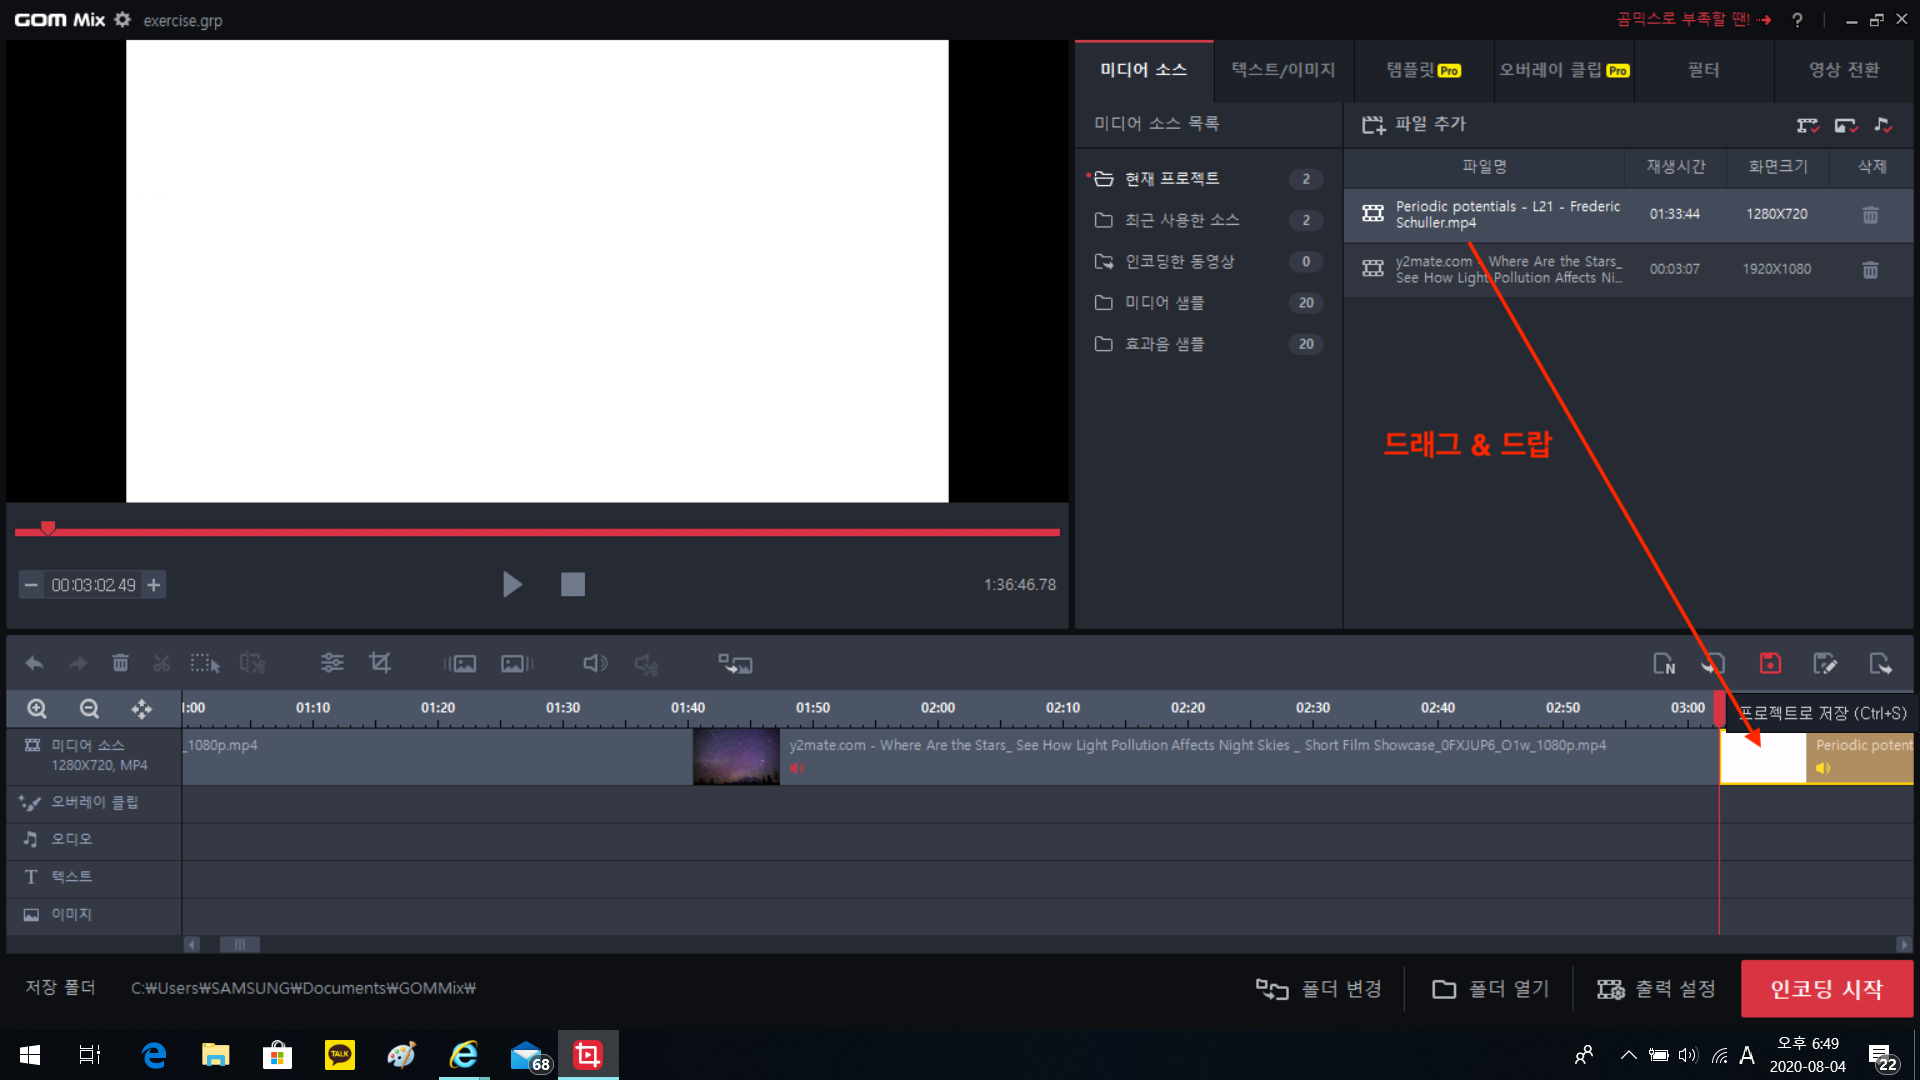 GOM Mix exercise.grp
곰믹스로 부족할 땐! ?
미디어 소스
텍스트/이미지
템플릿 Pro
오버레이 클립 Pro
필터
영상 전환
미디어 소스 목록
파일 추가
현재 프로젝트 2
최근 사용한 소스 2
인코딩한 동영상 0
미디어 샘플 20
효과음 샘플 20
파일명 재생시간 화면크기 삭제
Periodic potentials - L21 - Frederic
Schuller.mp4
01:33:44 1280X720
y2mate.com - Where Are the Stars_
See How Light Pollution Affects Ni...
00:03:07 1920X1080
드래그 & 드랍
00:03:02.49
1:36:46.78
N
1:00 01:10 01:20 01:30 01:40 01:50 02:00 02:10 02:20 02:30 02:40 02:50 03:00
프로젝트로 저장 (Ctrl+S)
미디어 소스
1280X720, MP4
_1080p.mp4
y2mate.com - Where Are the Stars_ See How Light Pollution Affects Night Skies _ Short Film Showcase_0FXJUP6_O1w_1080p.mp4
Periodic potent
오버레이 클립
오디오
T 텍스트
이미지
저장 폴더 C:₩Users₩SAMSUNG₩Documents₩GOMMix₩
폴더 변경
폴더 열기
출력 설정
인코딩 시작
TALK
68
A
오후 6:49
2020-08-04
22